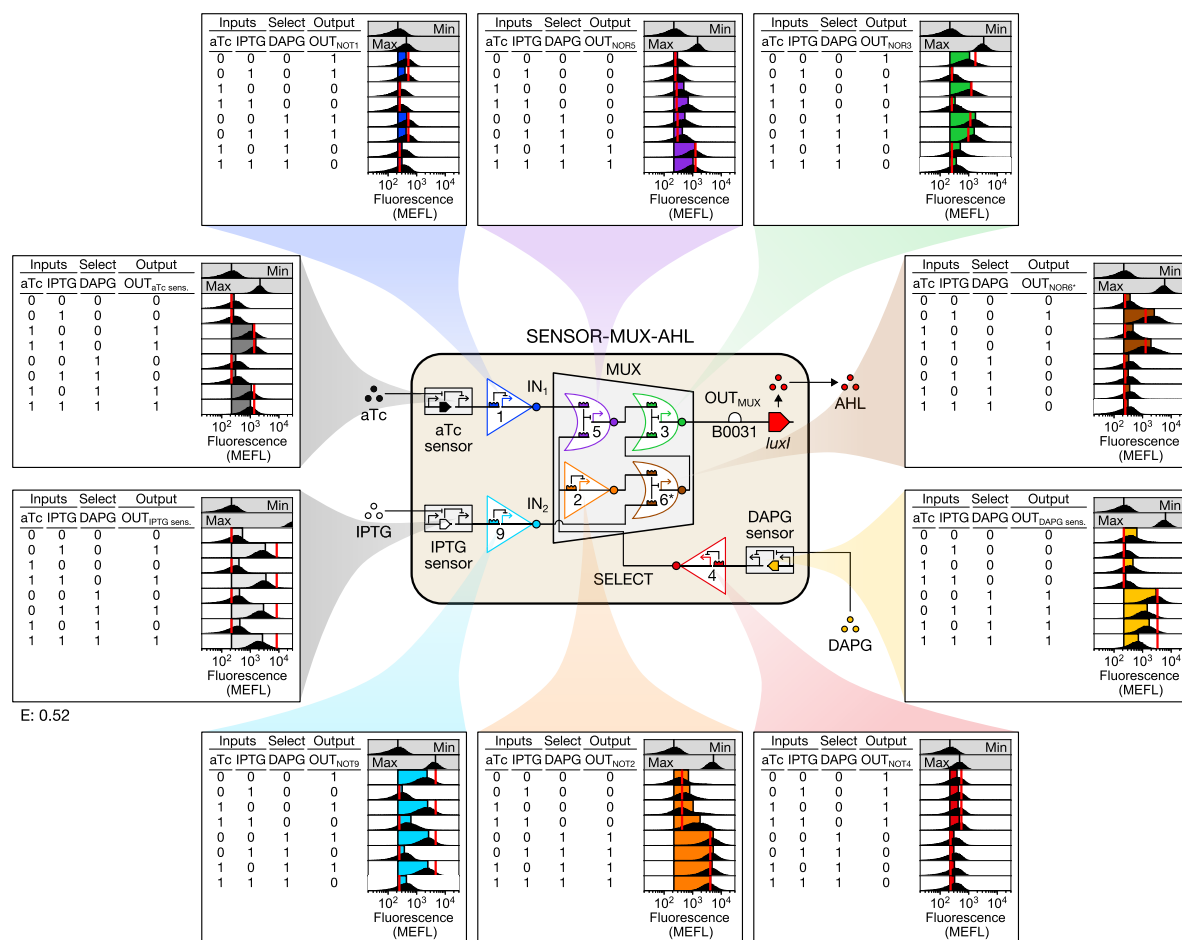 Inputs Select Output Min
aTc IPTG DAPG OUTNOT1 Max
0 0 0 1
0 1 0 1
1 0 0 0
1 1 0 0
0 0 1 1
0 1 1 1
1 0 1 0
1 1 1 0
10² 10³ 10⁴
Fluorescence
(MEFL)
Inputs Select Output Min
aTc IPTG DAPG OUTNOR5 Max
0 0 0 0
0 1 0 0
1 0 0 0
1 1 0 0
0 0 1 0
0 1 1 0
1 0 1 1
1 1 1 1
10² 10³ 10⁴
Fluorescence
(MEFL)
Inputs Select Output Min
aTc IPTG DAPG OUTNOR3 Max
0 0 0 1
0 1 0 0
1 0 0 1
1 1 0 0
0 0 1 1
0 1 1 1
1 0 1 0
1 1 1 0
10² 10³ 10⁴
Fluorescence
(MEFL)
Inputs Select Output Min
aTc IPTG DAPG OUTaTc sens. Max
0 0 0 0
0 1 0 0
1 0 0 1
1 1 0 1
0 0 1 0
0 1 1 0
1 0 1 1
1 1 1 1
10² 10³ 10⁴
Fluorescence
(MEFL)
SENSOR-MUX-AHL
MUX
IN1
OUTMUX
aTc
aTc
sensor
1
5
3
B0031
luxI
AHL
IN2
2
6*
IPTG
IPTG
sensor
9
SELECT
4
DAPG
sensor
DAPG
Inputs Select Output Min
aTc IPTG DAPG OUTNOR6* Max
0 0 0 0
0 1 0 1
1 0 0 0
1 1 0 1
0 0 1 0
0 1 1 0
1 0 1 0
1 1 1 0
10² 10³ 10⁴
Fluorescence
(MEFL)
Inputs Select Output Min
aTc IPTG DAPG OUTIPTG sens. Max
0 0 0 0
0 1 0 1
1 0 0 0
1 1 0 1
0 0 1 0
0 1 1 1
1 0 1 0
1 1 1 1
10² 10³ 10⁴
Fluorescence
(MEFL)
E: 0.52
Inputs Select Output Min
aTc IPTG DAPG OUTDAPG sens. Max
0 0 0 0
0 1 0 0
1 0 0 0
1 1 0 0
0 0 1 1
0 1 1 1
1 0 1 1
1 1 1 1
10² 10³ 10⁴
Fluorescence
(MEFL)
Inputs Select Output Min
aTc IPTG DAPG OUTNOT9 Max
0 0 0 1
0 1 0 0
1 0 0 1
1 1 0 0
0 0 1 1
0 1 1 0
1 0 1 1
1 1 1 0
10² 10³ 10⁴
Fluorescence
(MEFL)
Inputs Select Output Min
aTc IPTG DAPG OUTNOT2 Max
0 0 0 0
0 1 0 0
1 0 0 0
1 1 0 0
0 0 1 1
0 1 1 1
1 0 1 1
1 1 1 1
10² 10³ 10⁴
Fluorescence
(MEFL)
Inputs Select Output Min
aTc IPTG DAPG OUTNOT4 Max
0 0 0 1
0 1 0 1
1 0 0 1
1 1 0 1
0 0 1 0
0 1 1 0
1 0 1 0
1 1 1 0
10² 10³ 10⁴
Fluorescence
(MEFL)